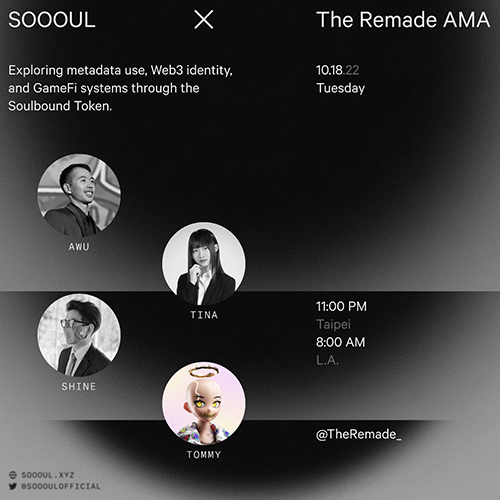 SOOOUL
The Remade AMA
Exploring metadata use, Web3 identity,
and GameFi systems through the
Soulbound Token.
10.18.22
Tuesday
AWU
TINA
SHINE
TOMMY
11:00 PM
Taipei
8:00 AM
L.A.
@TheRemade_
SOOOUL.XYZ
@SOOOULOFFICIAL